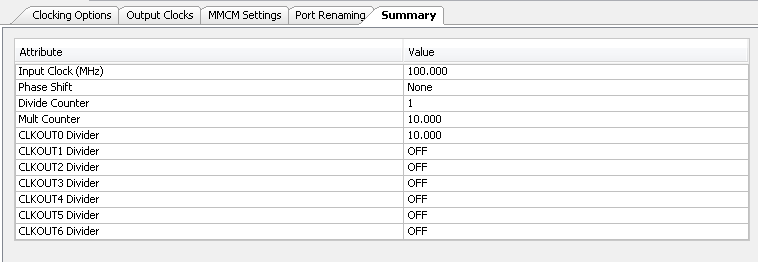 Clocking Options Output Clocks MMCM Settings Port Renaming Summary
Attribute Value
Input Clock (MHz) 100.000
Phase Shift None
Divide Counter 1
Mult Counter 10.000
CLKOUT0 Divider 10.000
CLKOUT1 Divider OFF
CLKOUT2 Divider OFF
CLKOUT3 Divider OFF
CLKOUT4 Divider OFF
CLKOUT5 Divider OFF
CLKOUT6 Divider OFF